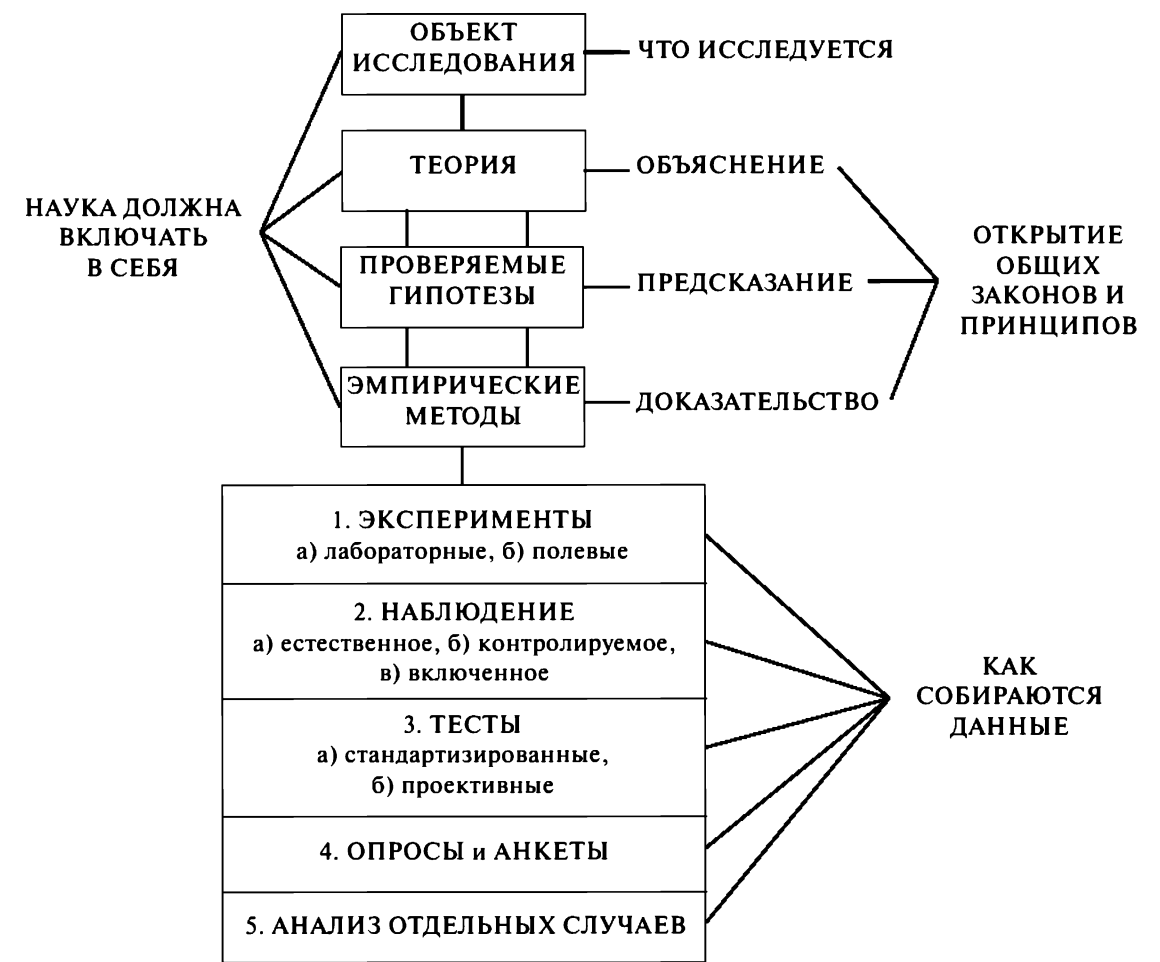 ОБЪЕКТ
ИССЛЕДОВАНИЯ
ЧТО ИССЛЕДУЕТСЯ
ТЕОРИЯ
ОБЪЯСНЕНИЕ
НАУКА ДОЛЖНА
ВКЛЮЧАТЬ
В СЕБЯ
ПРОВЕРЯЕМЫЕ
ГИПОТЕЗЫ
ПРЕДСКАЗАНИЕ
ОТКРЫТИЕ
ОБЩИХ
ЗАКОНОВ И
ПРИНЦИПОВ
ЭМПИРИЧЕСКИЕ
МЕТОДЫ
ДОКАЗАТЕЛЬСТВО
1. ЭКСПЕРИМЕНТЫ
а) лабораторные, б) полевые
2. НАБЛЮДЕНИЕ
а) естественное, б) контролируемое,
в) включенное
3. ТЕСТЫ
а) стандартизированные,
б) проективные
4. ОПРОСЫ и АНКЕТЫ
5. АНАЛИЗ ОТДЕЛЬНЫХ СЛУЧАЕВ
КАК
СОБИРАЮТСЯ
ДАННЫЕ